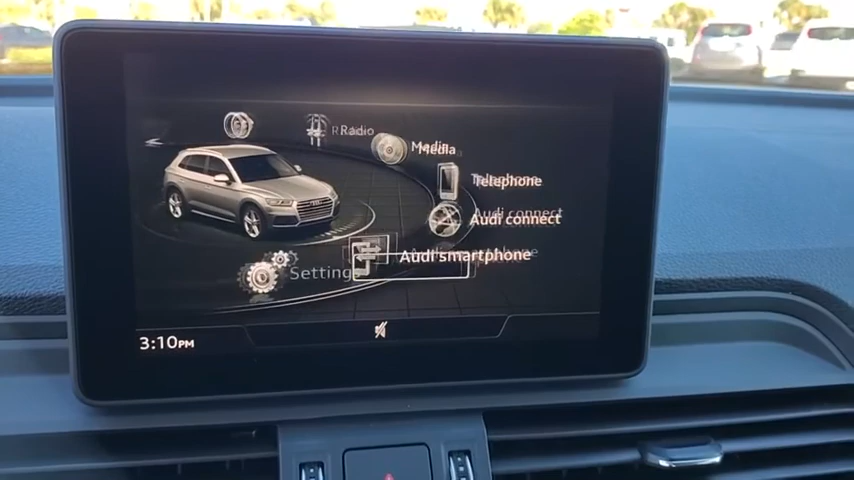 Radio
Media
Telephone
Audi connect
Audi smartphone
Settings
3:10PM